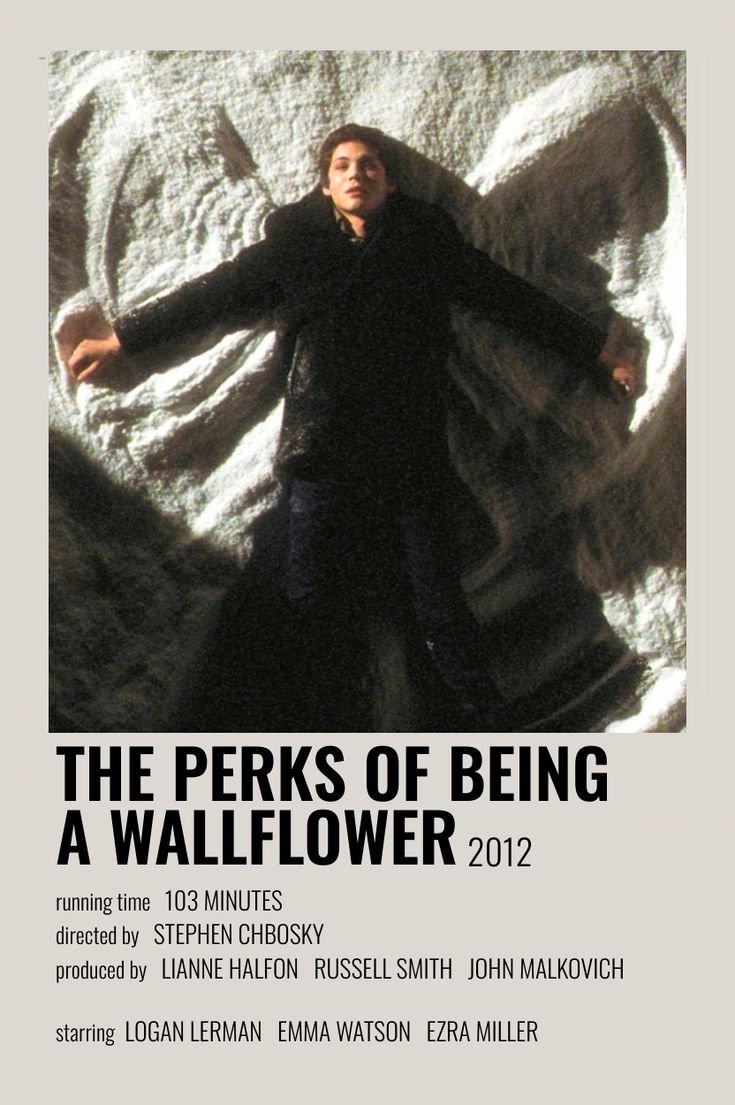 THE PERKS OF BEING
A WALLFLOWER 2012
running time 103 MINUTES
directed by STEPHEN CHBOSKY
produced by LIANNE HALFON RUSSELL SMITH JOHN MALKOVICH
starring LOGAN LERMAN EMMA WATSON EZRA MILLER